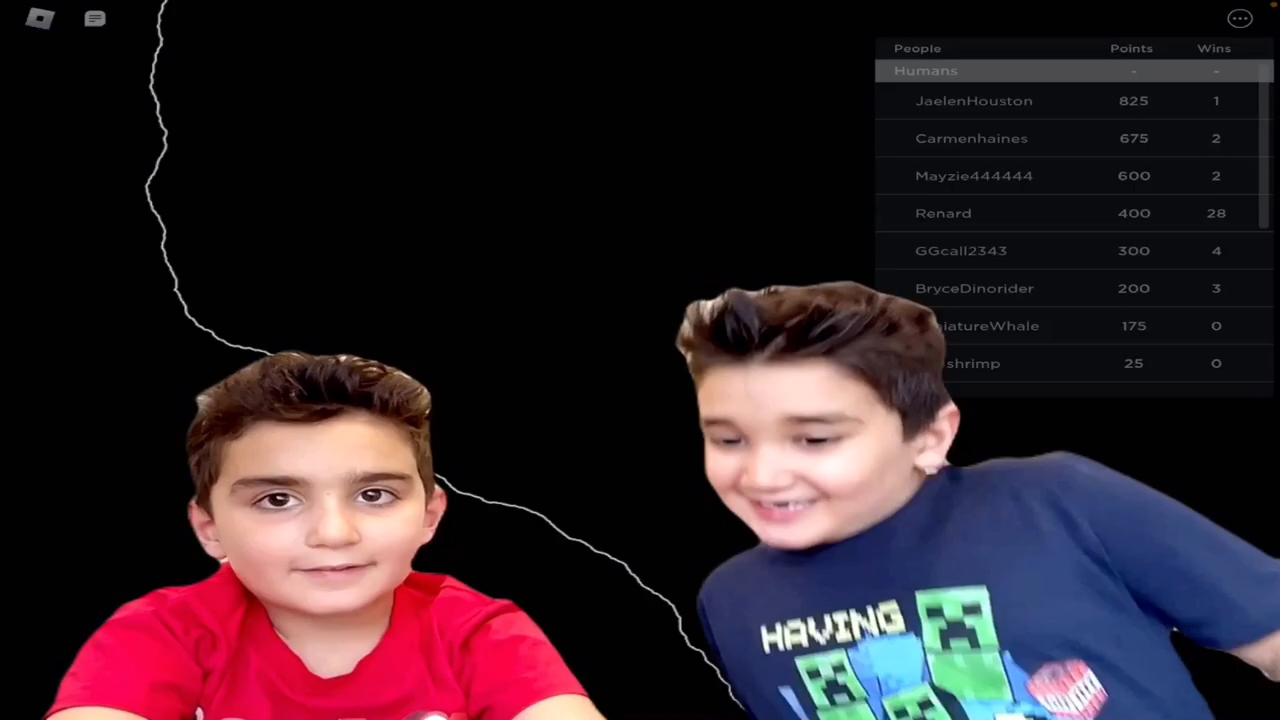 People Points Wins
Humans - -
JaelenHouston 825 1
Carmenhaines 675 2
Mayzie444444 600 2
Renard 400 28
GGcall2343 300 4
BryceDinorider 200 3
niatureWhale 175 0
shrimp 25 0
HAVING